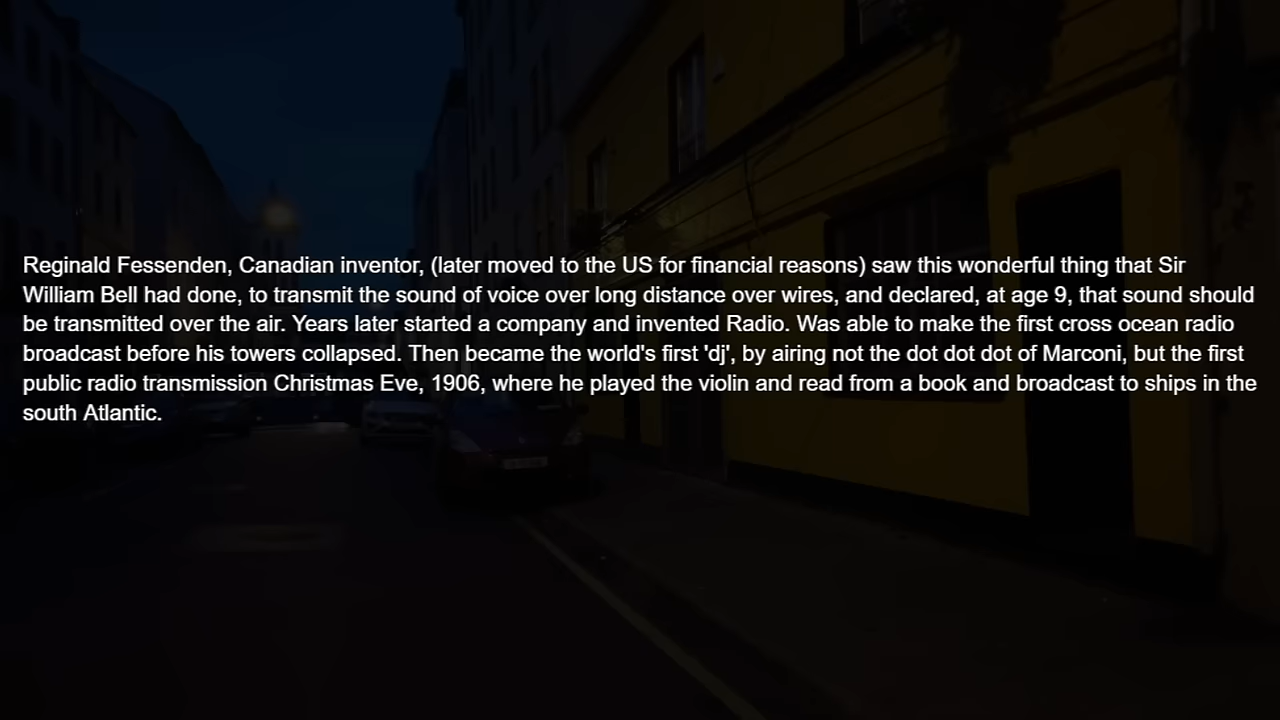 Reginald Fessenden, Canadian inventor, (later moved to the US for financial reasons) saw this wonderful thing that Sir
William Bell had done, to transmit the sound of voice over long distance over wires, and declared, at age 9, that sound should
be transmitted over the air. Years later started a company and invented Radio. Was able to make the first cross ocean radio
broadcast before his towers collapsed. Then became the world's first 'dj', by airing not the dot dot dot of Marconi, but the first
public radio transmission Christmas Eve, 1906, where he played the violin and read from a book and broadcast to ships in the
south Atlantic.